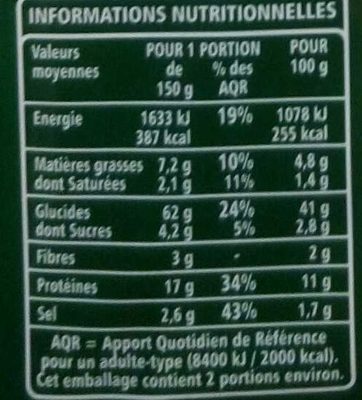 INFORMATIONS NUTRITIONNELLES
Valeurs moyennes POUR 1 PORTION de 150 g % des AQR POUR 100 g
Energie 1633 kJ 19% 1078 kJ
387 kcal 255 kcal
Matières grasses 7,2 g 10% 4,8 g
dont Saturées 2,1 g 11% 1,4 g
Glucides 62 g 24% 41 g
dont Sucres 4,2 g 5% 2,8 g
Fibres 3 g - 2 g
Protéines 17 g 34% 11 g
Sel 2,6 g 43% 1,7 g
AQR = Apport Quotidien de Référence
pour un adulte-type (8400 kJ / 2000 kcal).
Cet emballage contient 2 portions environ.